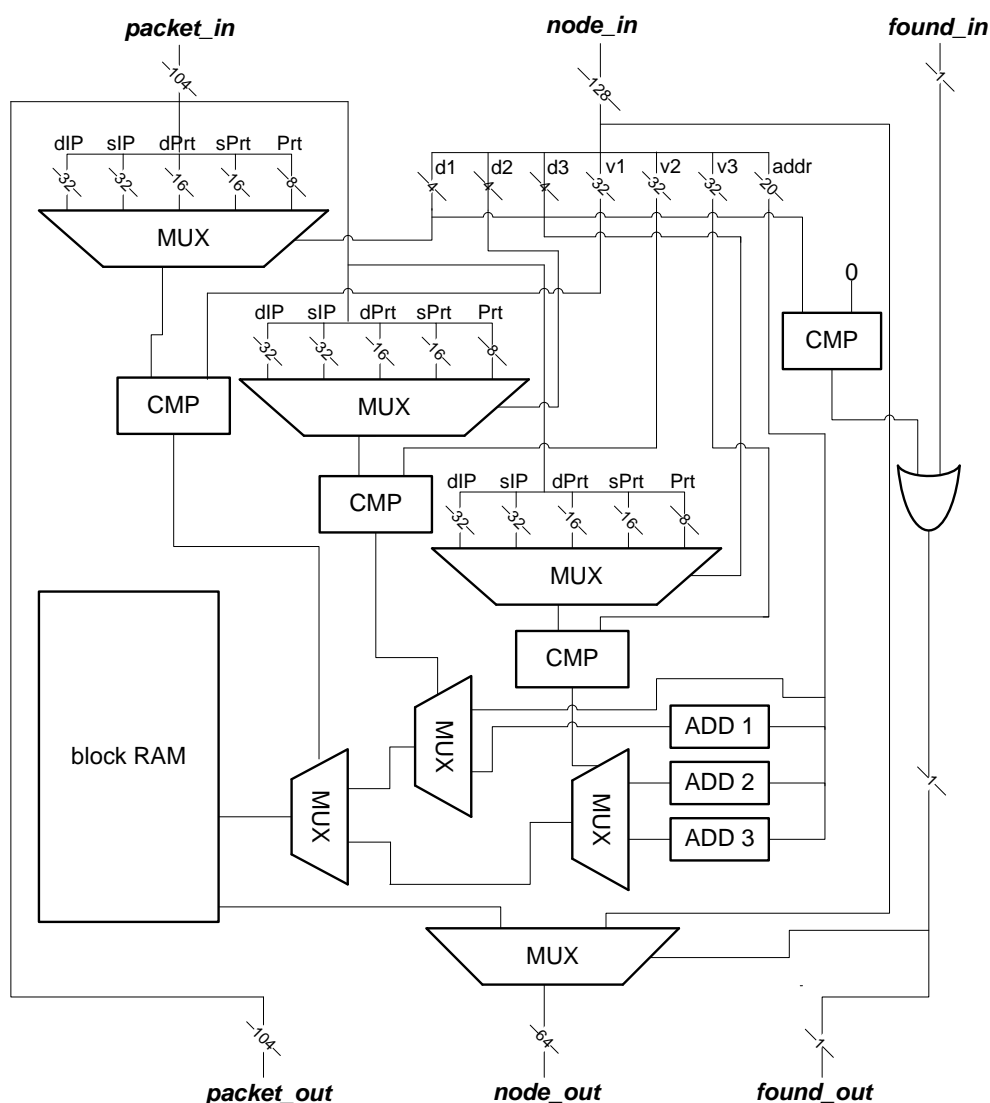 packet_in
node_in
found_in
104
128
1
dIP
sIP
dPrt
sPrt
Prt
32
32
16
16
8
d1
d2
d3
v1
v2
v3
addr
4
4
4
32
32
32
20
MUX
0
CMP
dIP
sIP
dPrt
sPrt
Prt
32
32
16
16
8
CMP
MUX
CMP
dIP
sIP
dPrt
sPrt
Prt
32
32
16
16
8
MUX
CMP
block RAM
MUX
MUX
MUX
ADD 1
ADD 2
ADD 3
1
MUX
104
64
1
packet_out
node_out
found_out